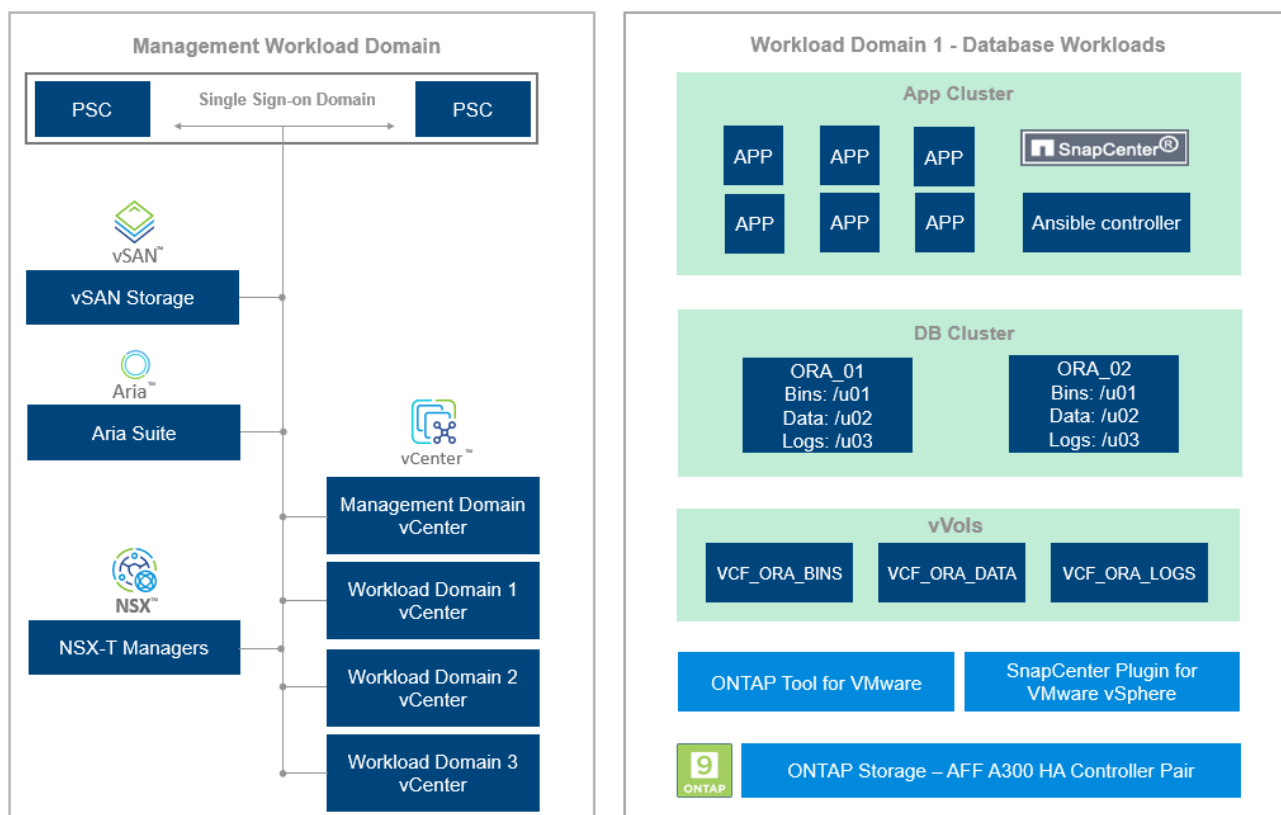 Management Workload Domain
PSC
Single Sign-on Domain
PSC
vSAN™
vSAN Storage
Aria™
Aria Suite
vCenter™
Management Domain
vCenter
NSX™
NSX-T Managers
Workload Domain 1
vCenter
Workload Domain 2
vCenter
Workload Domain 3
vCenter
Workload Domain 1 - Database Workloads
App Cluster
APP
APP
APP
SnapCenter®
APP
APP
APP
Ansible controller
DB Cluster
ORA_01
Bins: /u01
Data: /u02
Logs: /u03
ORA_02
Bins: /u01
Data: /u02
Logs: /u03
vVols
VCF_ORA_BINS
VCF_ORA_DATA
VCF_ORA_LOGS
ONTAP Tool for VMware
SnapCenter Plugin for
VMware vSphere
9
ONTAP
ONTAP Storage – AFF A300 HA Controller Pair